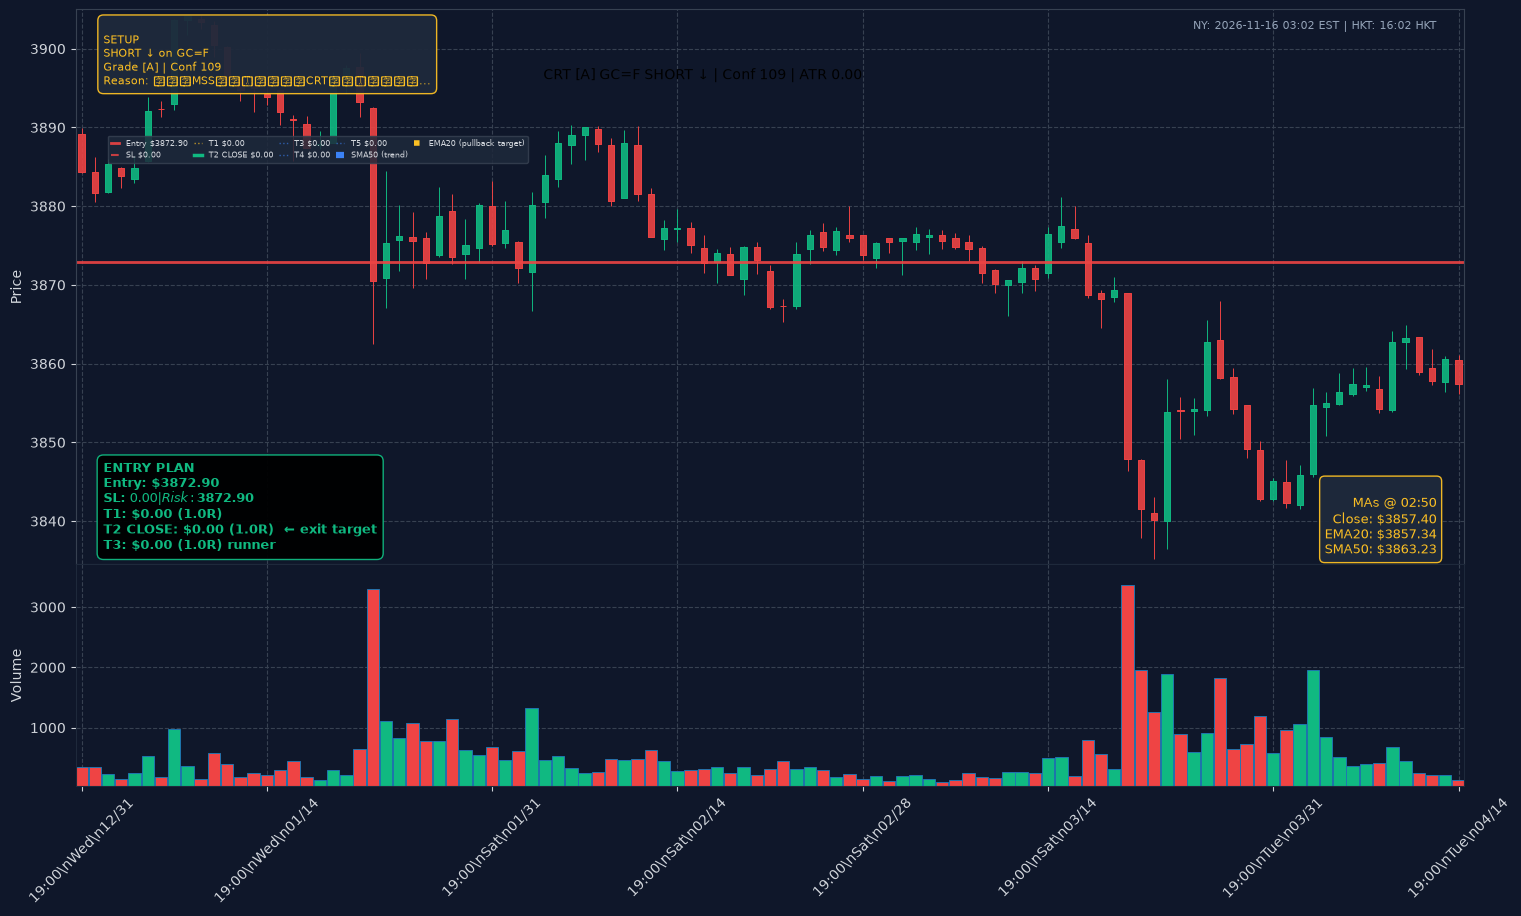 NY: 2026-11-16 03:02 EST | HKT: 16:02 HKT
SETUP
SHORT ↓ on GC=F
Grade [A] | Conf 109
Reason: MSS CRT ...
CRT [A] GC=F SHORT ↓ | Conf 109 | ATR 0.00
Entry $3872.90
SL $0.00
T1 $0.00
T2 CLOSE $0.00
T3 $0.00
T4 $0.00
T5 $0.00
SMA50 (trend)
EMA20 (pullback target)
Price
3900
3890
3880
3870
3860
3850
3840
ENTRY PLAN
Entry: $3872.90
SL: 0.00|Risk:3872.90
T1: $0.00 (1.0R)
T2 CLOSE: $0.00 (1.0R) ← exit target
T3: $0.00 (1.0R) runner
MAs @ 02:50
Close: $3857.40
EMA20: $3857.34
SMA50: $3863.23
Volume
3000
2000
1000
19:00\nWed\n12/31
19:00\nWed\n01/14
19:00\nSat\n01/31
19:00\nSat\n02/14
19:00\nSat\n02/28
19:00\nSat\n03/14
19:00\nTue\n03/31
19:00\nTue\n04/14